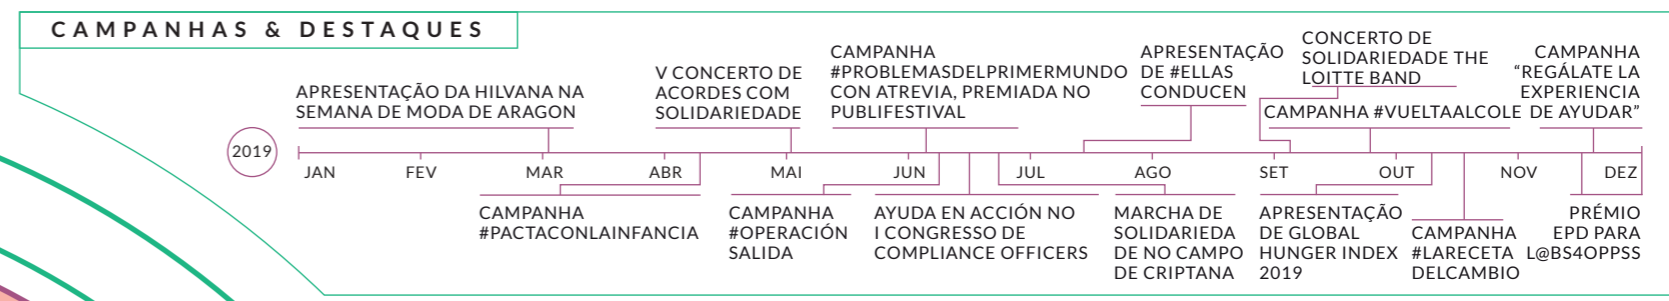 CAMPANHAS & DESTAQUES
APRESENTAÇÃO DA HILVANA NA
SEMANA DE MODA DE ARAGON
V CONCERTO DE
ACORDES COM
SOLIDARIEDADE
CAMPANHA
#PROBLEMASDELPRIMERMUNDO
CON ATREVIA, PREMIADA NO
PUBLIFESTIVAL
APRESENTAÇÃO
DE #ELLAS
CONDUCEN
CONCERTO DE
SOLIDARIEDADE THE
LOITTE BAND
CAMPANHA #VUELTAALCOLE
CAMPANHA
“REGÁLATE LA
EXPERIENCIA
DE AYUDAR”
2019
JAN FEV MAR ABR MAI JUN JUL AGO SET OUT NOV DEZ
CAMPANHA
#PACTACONLAINFANCIA
CAMPANHA
#OPERACIÓN
SALIDA
AYUDA EN ACCIÓN NO
I CONGRESSO DE
COMPLIANCE OFFICERS
MARCHA DE
SOLIDARIEDA
DE NO CAMPO
DE CRIPTANA
APRESENTAÇÃO
DE GLOBAL
HUNGER INDEX
2019
CAMPANHA
#LARECETA
DELCAMBIO
PRÉMIO
EPD PARA
L@BS4OPPSS